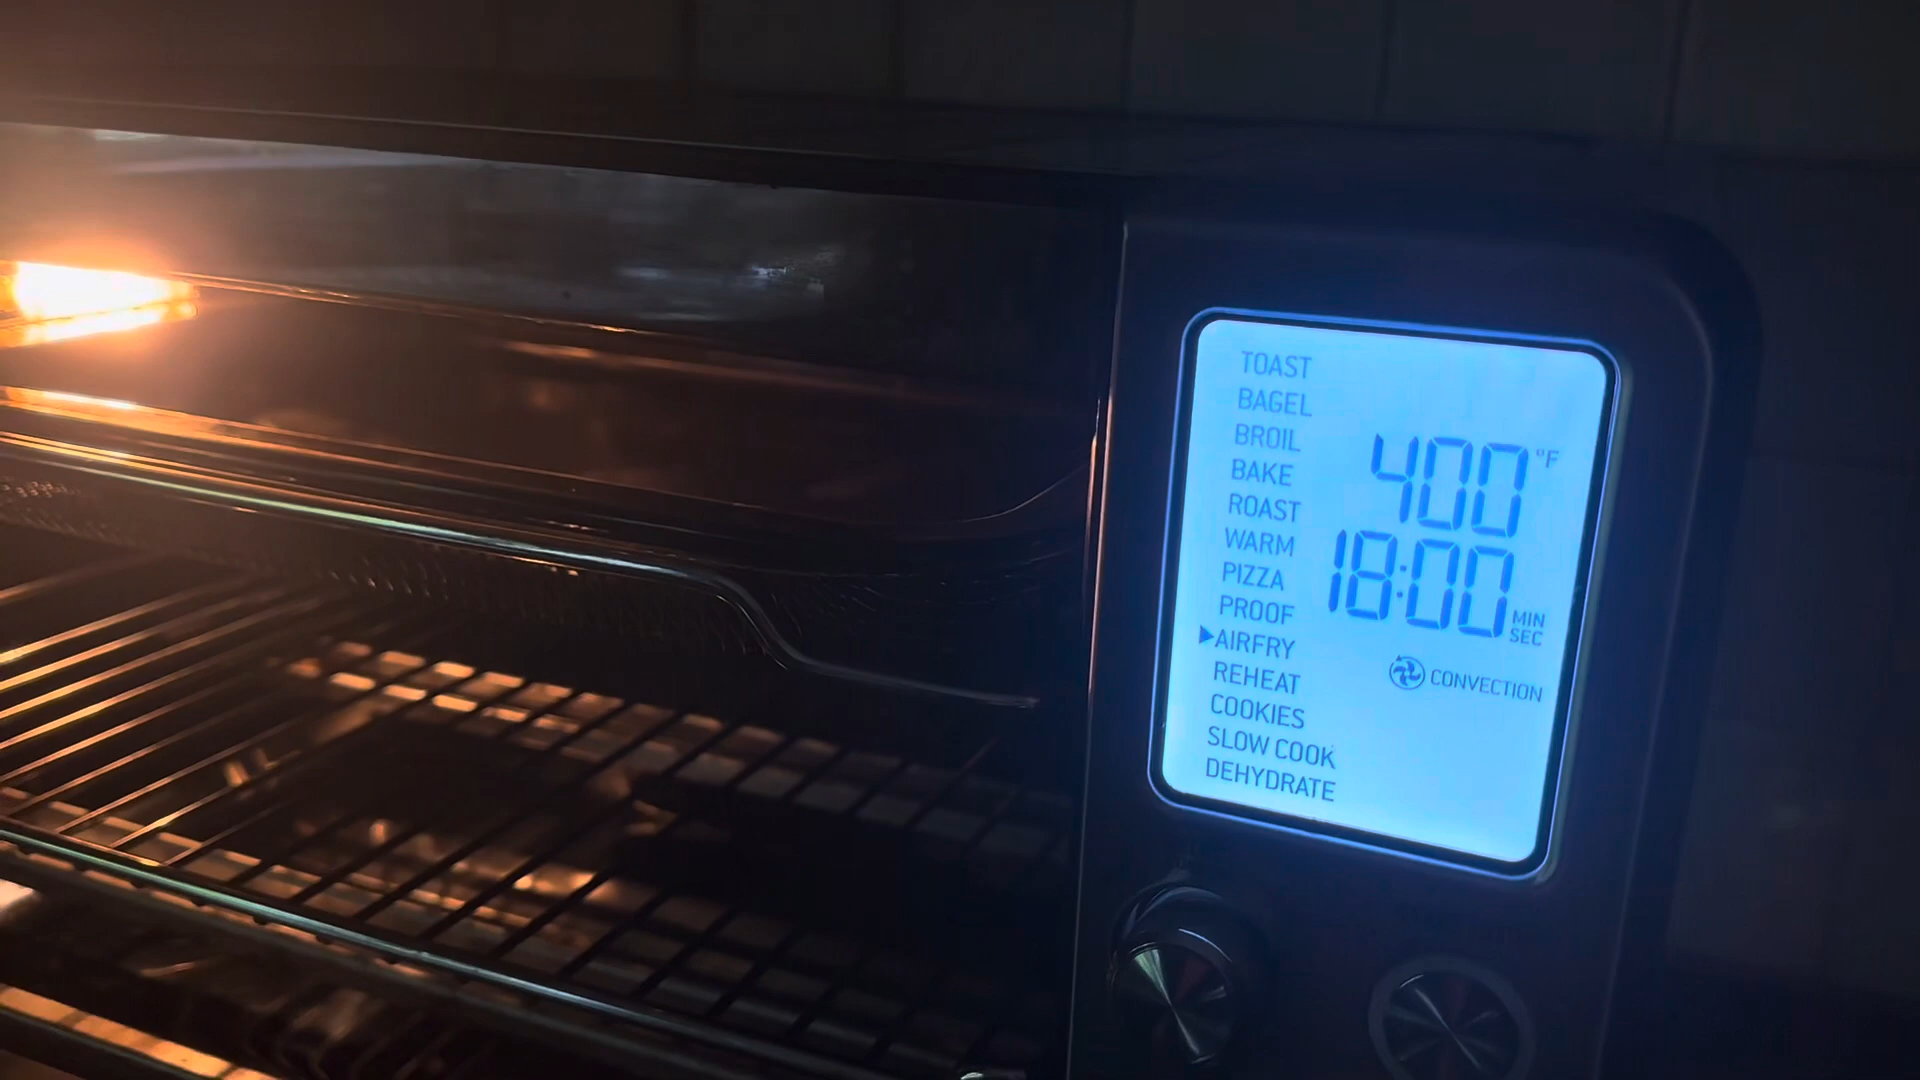 TOAST
BAGEL
BROIL
BAKE
ROAST
WARM
PIZZA
PROOF
AIRFRY
REHEAT
COOKIES
SLOW COOK
DEHYDRATE
400 °F
18:00 MIN SEC
CONVECTION